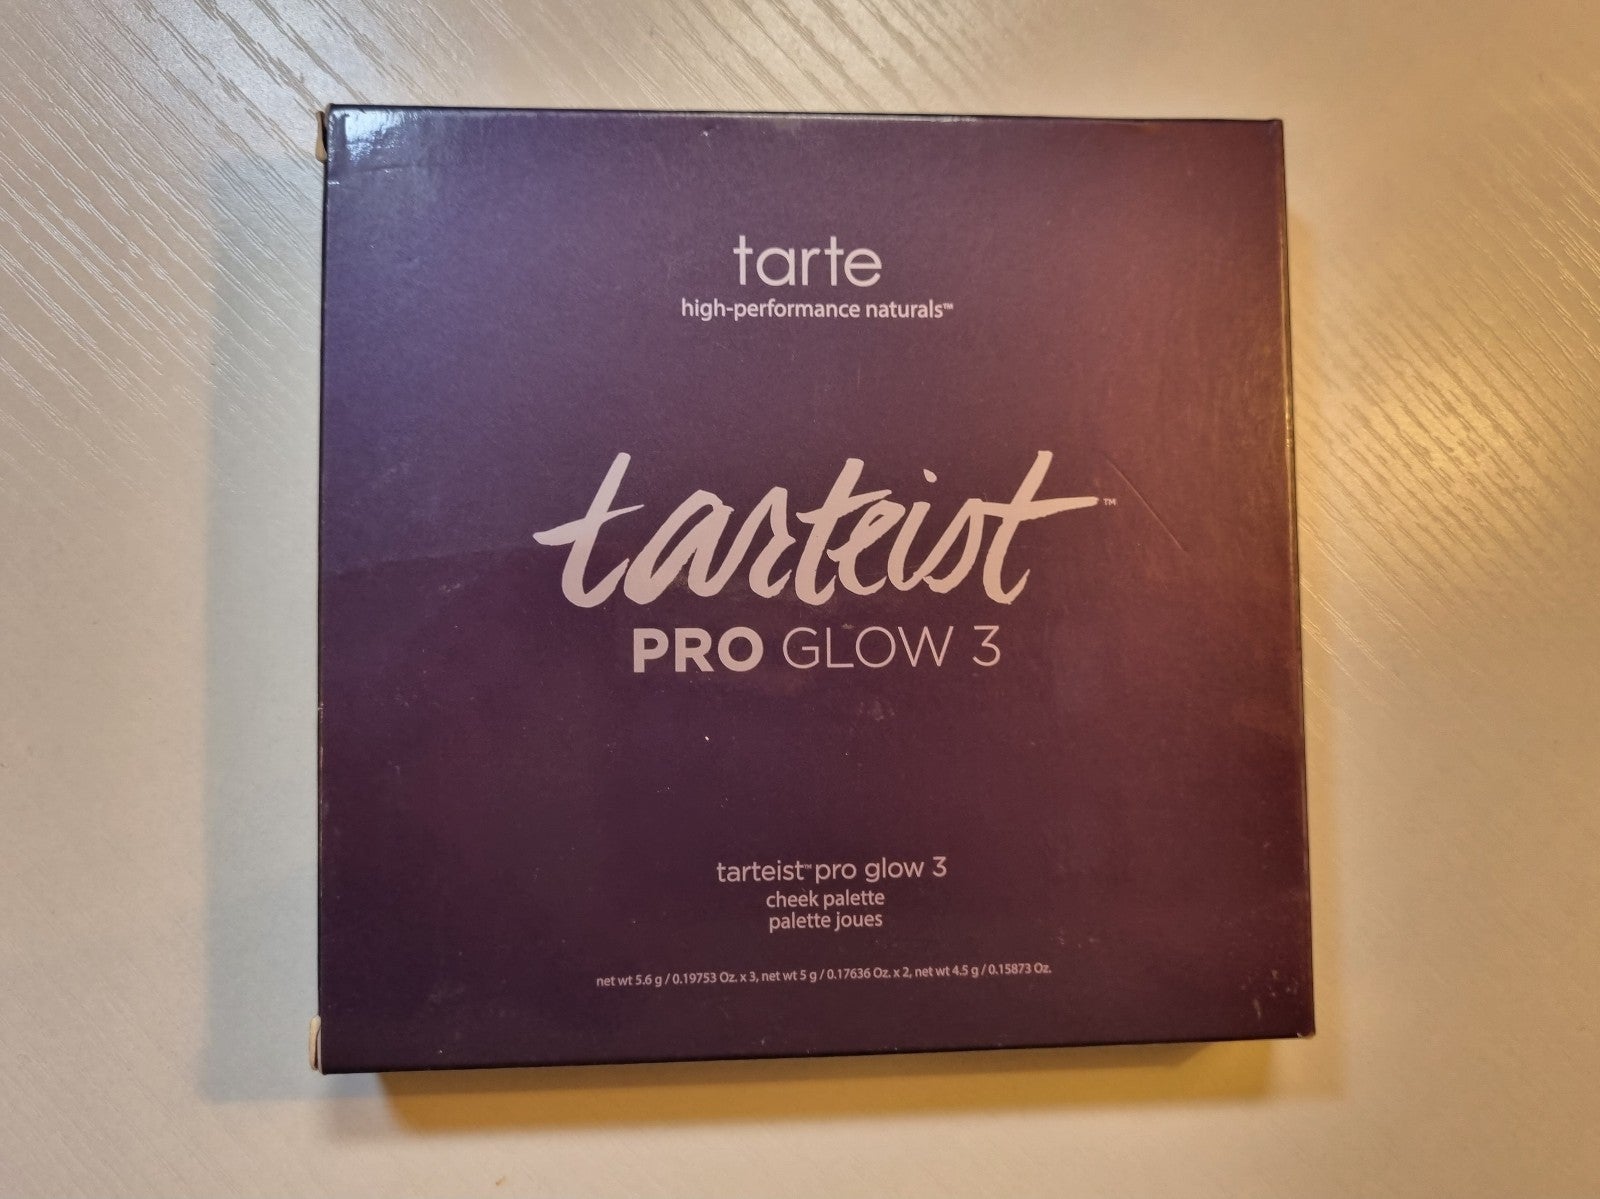 tarte
high-performance naturals™
tarteist™
PRO GLOW 3
tarteist™ pro glow 3
cheek palette
palette joues
net wt 5.6 g / 0.19753 Oz. x 3, net wt 5 g / 0.17636 Oz. x 2, net wt 4.5 g / 0.15873 Oz.